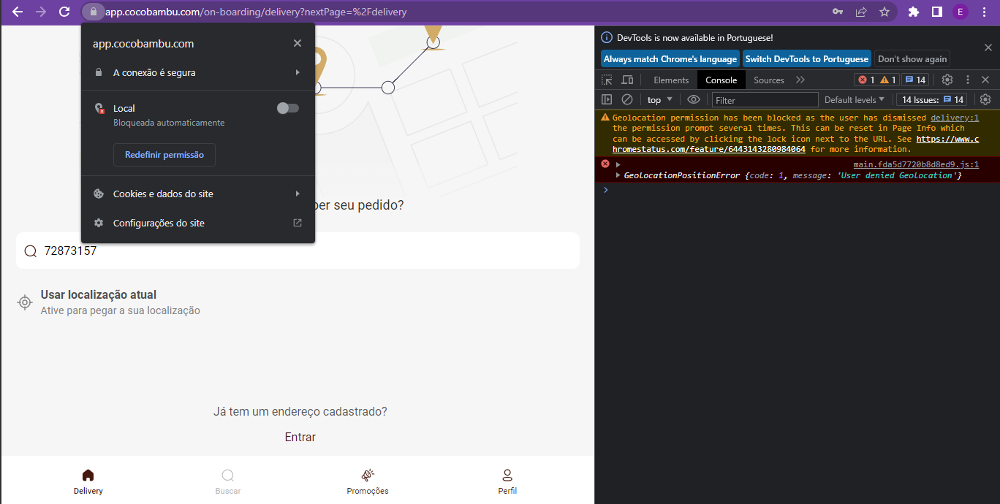 app.cocobambu.com/on-boarding/delivery?nextPage=%2Fdelivery
E
app.cocobambu.com
A conexão é segura
Local
Bloqueada automaticamente
Redefinir permissão
Cookies e dados do site
Configurações do site
ber seu pedido?
72873157
Usar localização atual
Ative para pegar a sua localização
Já tem um endereço cadastrado?
Entrar
Delivery
Buscar
Promoções
Perfil
DevTools is now available in Portuguese!
Always match Chrome's language
Switch DevTools to Portuguese
Don't show again
Elements
Console
Sources
1
1
14
top
Filter
Default levels
14 Issues:
14
Geolocation permission has been blocked as the user has dismissed delivery:1
the permission prompt several times. This can be reset in Page Info which
can be accessed by clicking the lock icon next to the URL. See https://www.c
hromestatus.com/feature/6443143280984064 for more information.
main.fda5d7720b8d8ed9.js:1
GeolocationPositionError {code: 1, message: 'User denied Geolocation'}